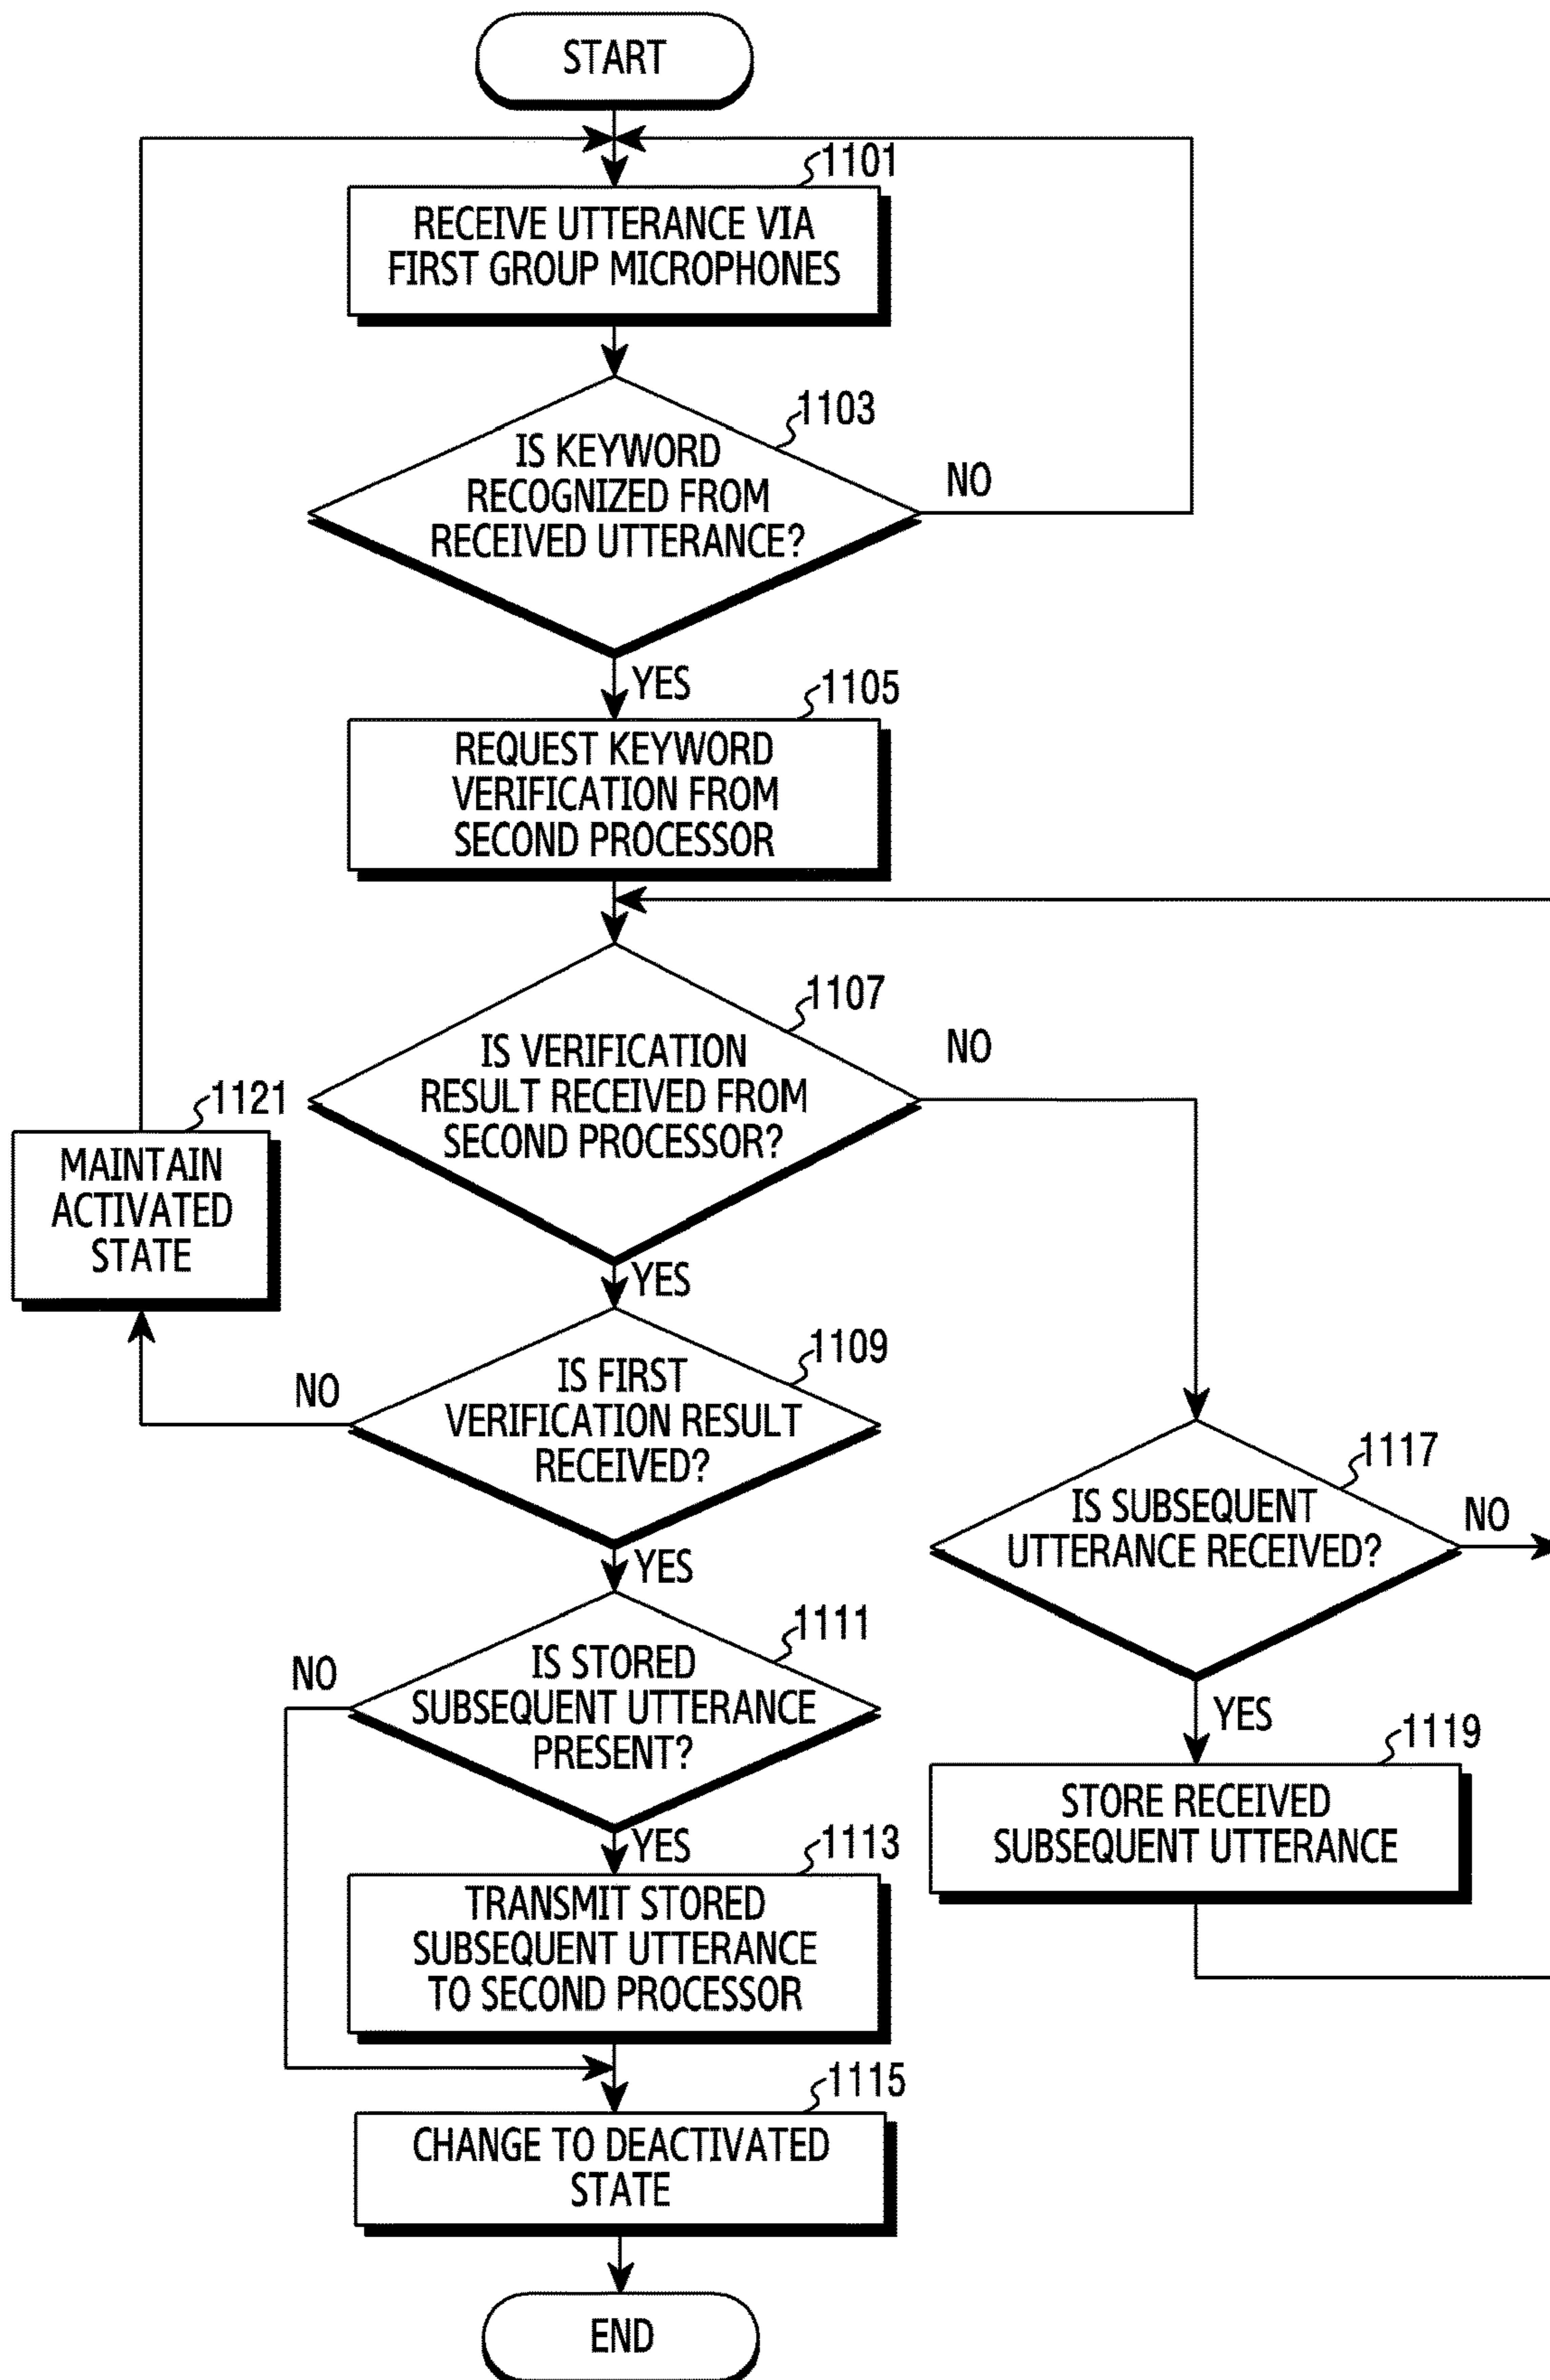 START
1101
RECEIVE UTTERANCE VIA
FIRST GROUP MICROPHONES
1103
IS KEYWORD
RECOGNIZED FROM
RECEIVED UTTERANCE?
NO
YES
1105
REQUEST KEYWORD
VERIFICATION FROM
SECOND PROCESSOR
1107
IS VERIFICATION
RESULT RECEIVED FROM
SECOND PROCESSOR?
NO
1121
MAINTAIN
ACTIVATED
STATE
YES
1109
IS FIRST
VERIFICATION RESULT
RECEIVED?
NO
1117
IS SUBSEQUENT
UTTERANCE RECEIVED?
NO
YES
1111
IS STORED
SUBSEQUENT UTTERANCE
PRESENT?
NO
YES
1119
STORE RECEIVED
SUBSEQUENT UTTERANCE
YES
1113
TRANSMIT STORED
SUBSEQUENT UTTERANCE
TO SECOND PROCESSOR
1115
CHANGE TO DEACTIVATED
STATE
END